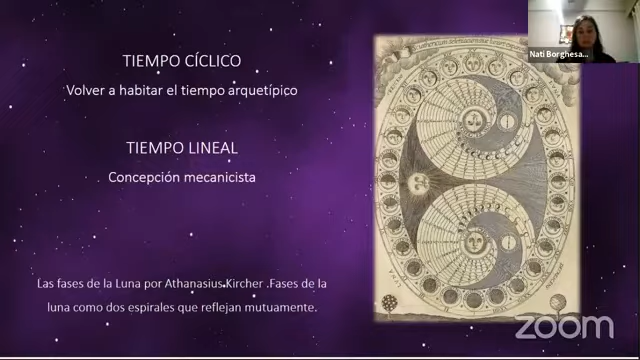 TIEMPO CÍCLICO
Volver a habitar el tiempo arquetípico
TIEMPO LINEAL
Concepción mecanicista
Las fases de la Luna por Athanasius Kircher .Fases de la
luna como dos espirales que reflejan mutuamente.
Nati Borghesa...
zoom